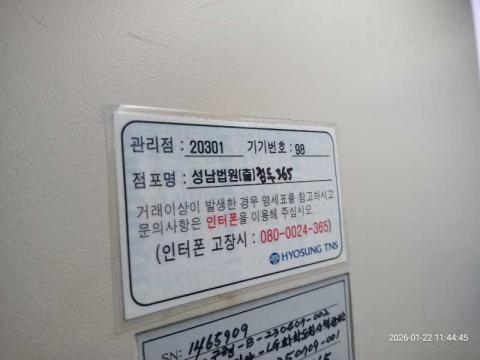 관리점 : 20301 기기번호 : 98
점포명 : 성남법원(출)점두365
거래이상이 발생한 경우 명세표를 참고하시고
문의사항은 인터폰을 이용해 주십시오.
(인터폰 고장시 : 080-0024-365)
HYOSUNG TNS
SN: 1465909
2026-01-22 11:44:45